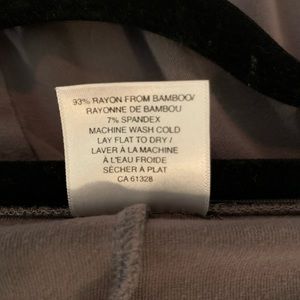 93% RAYON FROM BAMBOO/
RAYONNE DE BAMBOU
7% SPANDEX
MACHINE WASH COLD
LAY FLAT TO DRY/
LAVER À LA MACHINE
À L'EAU FROIDE
SÉCHER À PLAT
CA 61328